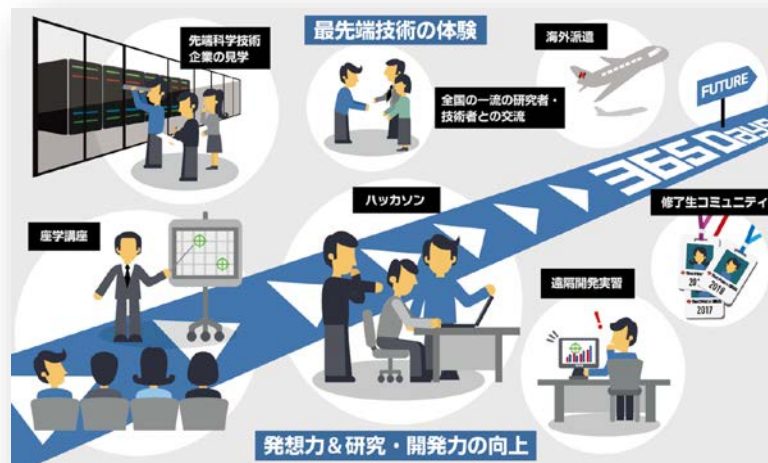 最先端技術の体験
先端科学技術
企業の見学
海外派遣
全国の一流の研究者・
技術者との交流
FUTURE
365Days
ハッカソン
修了生コミュニティ
座学講座
遠隔開発実習
2018
2017
発想力&研究・開発力の向上